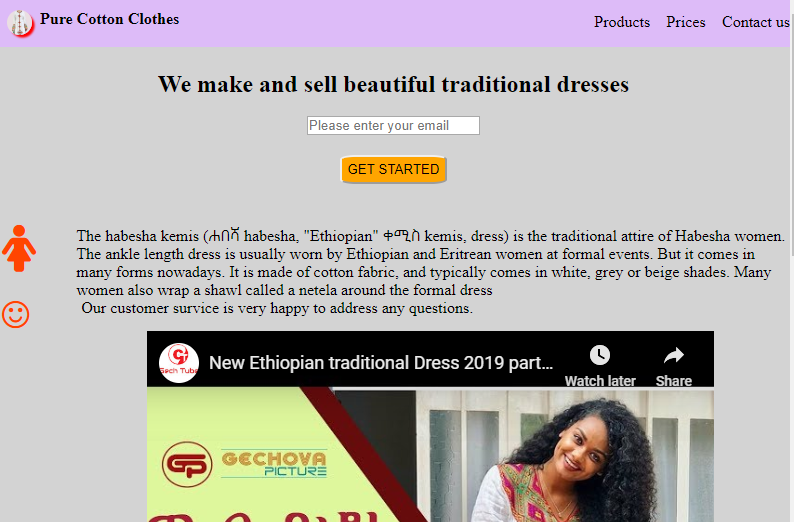 Pure Cotton Clothes
Products Prices Contact us
We make and sell beautiful traditional dresses
Please enter your email
GET STARTED
The habesha kemis (ሐበሻ habesha, "Ethiopian" ቀሚስ kemis, dress) is the traditional attire of Habesha women.
The ankle length dress is usually worn by Ethiopian and Eritrean women at formal events. But it comes in
many forms nowadays. It is made of cotton fabric, and typically comes in white, grey or beige shades. Many
women also wrap a shawl called a netela around the formal dress
Our customer survice is very happy to address any questions.
Gech Tube
New Ethiopian traditional Dress 2019 part...
Watch later Share
GECHOVA
PICTURE